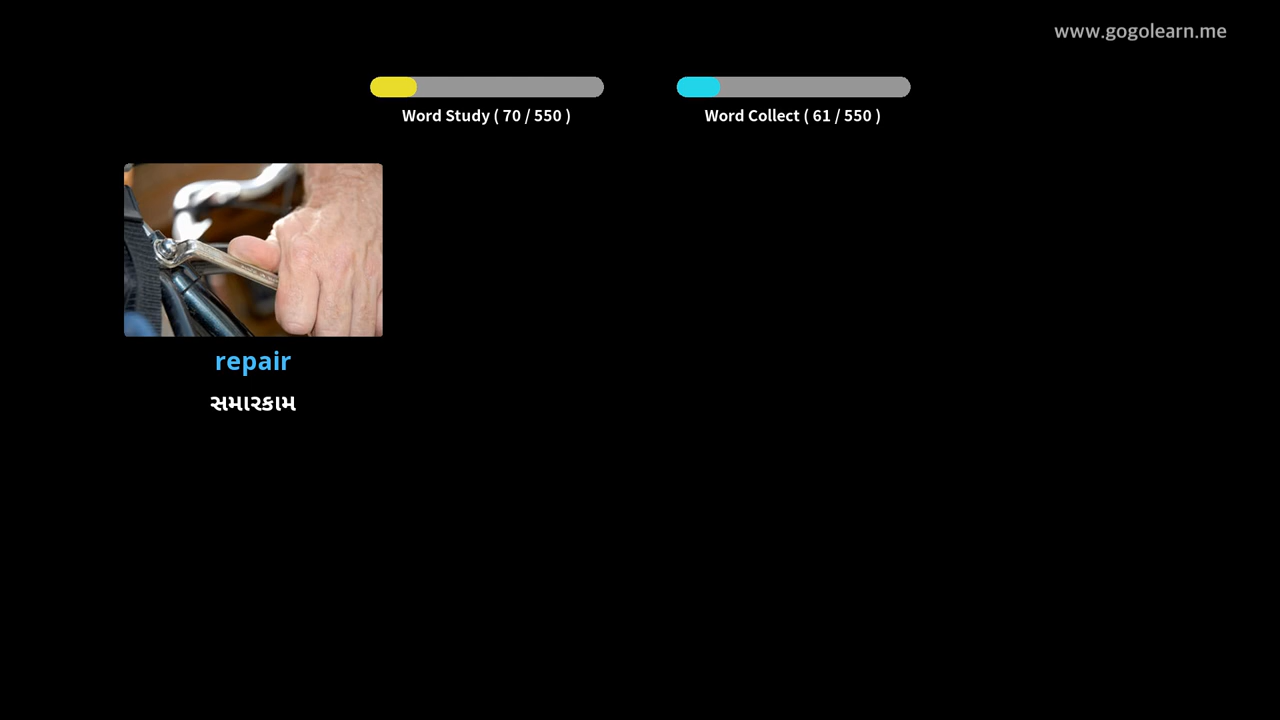 www.gogolearn.me
Word Study ( 70 / 550 )
Word Collect ( 61 / 550 )
repair
સમારકામ